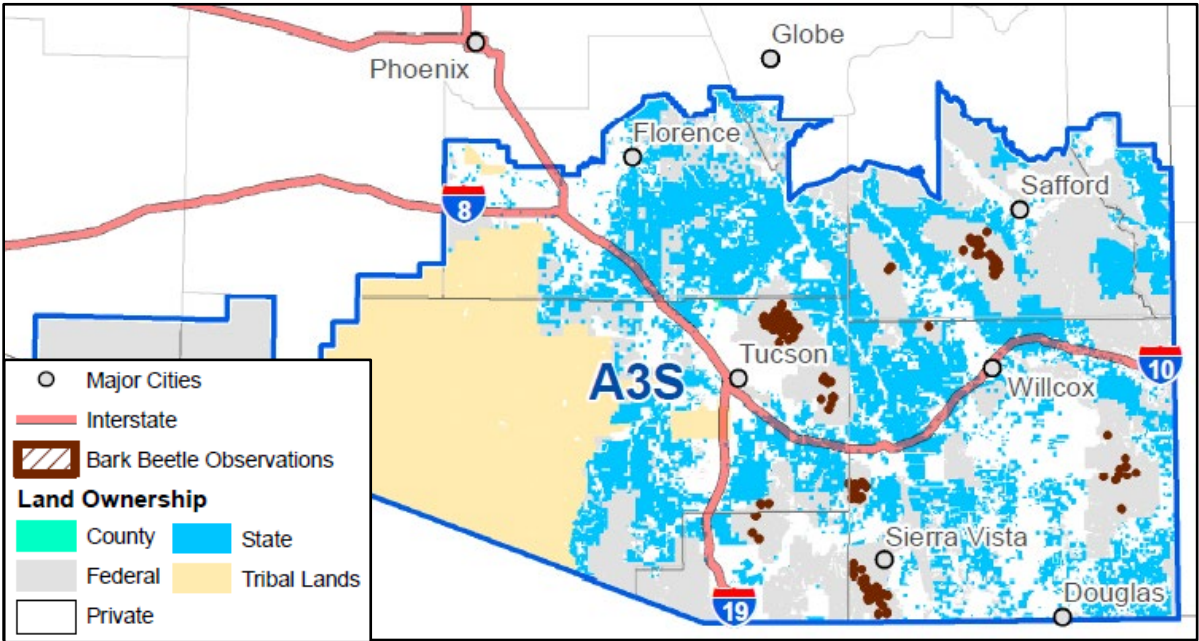 Globe
Phoenix
Florence
Safford
8
Tucson
A3S
10
Willcox
Sierra Vista
Douglas
19
Major Cities
Interstate
Bark Beetle Observations
Land Ownership
County
State
Federal
Tribal Lands
Private